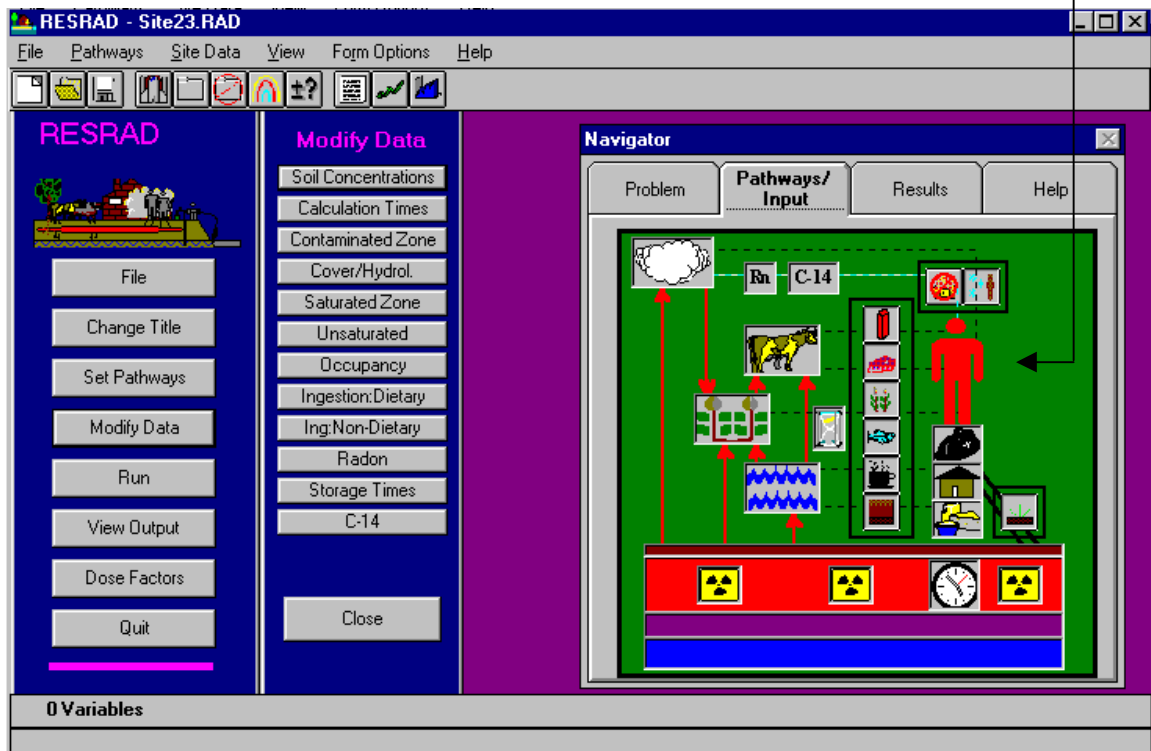 RESRAD - Site23.RAD
File Pathways Site Data View Form Options Help
±?
RESRAD
File
Change Title
Set Pathways
Modify Data
Run
View Output
Dose Factors
Quit
Modify Data
Soil Concentrations
Calculation Times
Contaminated Zone
Cover/Hydrol.
Saturated Zone
Unsaturated
Occupancy
Ingestion:Dietary
Ing:Non-Dietary
Radon
Storage Times
C-14
Close
Navigator
Problem
Pathways/
Input
Results
Help
Rn C-14
0 Variables